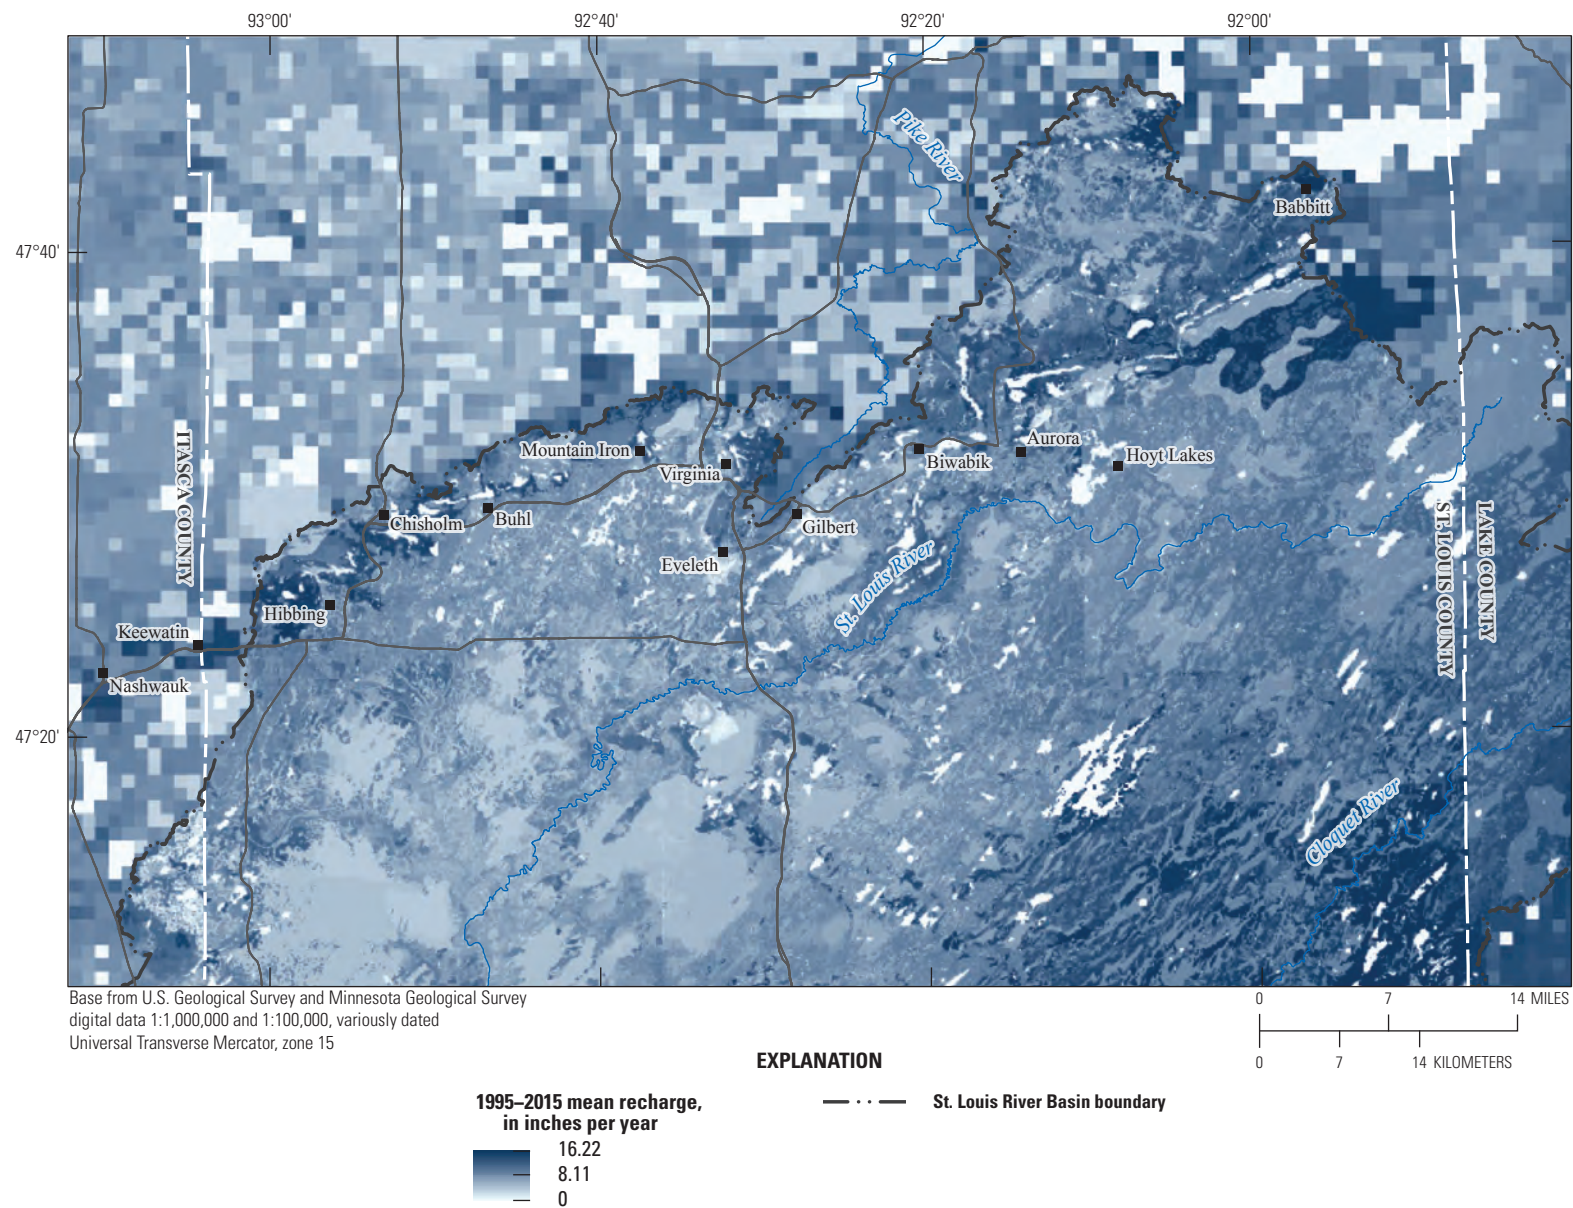 93°00'
92°40'
92°20'
92°00'
47°40'
47°20'
Pike River
Babbitt
ITASCA COUNTY
Mountain Iron
Virginia
Biwabik
Aurora
Hoyt Lakes
Chisholm
Buhl
Gilbert
Eveleth
St. Louis River
ST. LOUIS COUNTY
LAKE COUNTY
Hibbing
Keewatin
Nashwauk
Cloquet River
Base from U.S. Geological Survey and Minnesota Geological Survey
digital data 1:1,000,000 and 1:100,000, variously dated
Universal Transverse Mercator, zone 15
0 7 14 MILES
0 7 14 KILOMETERS
EXPLANATION
1995–2015 mean recharge,
in inches per year
16.22
8.11
0
St. Louis River Basin boundary